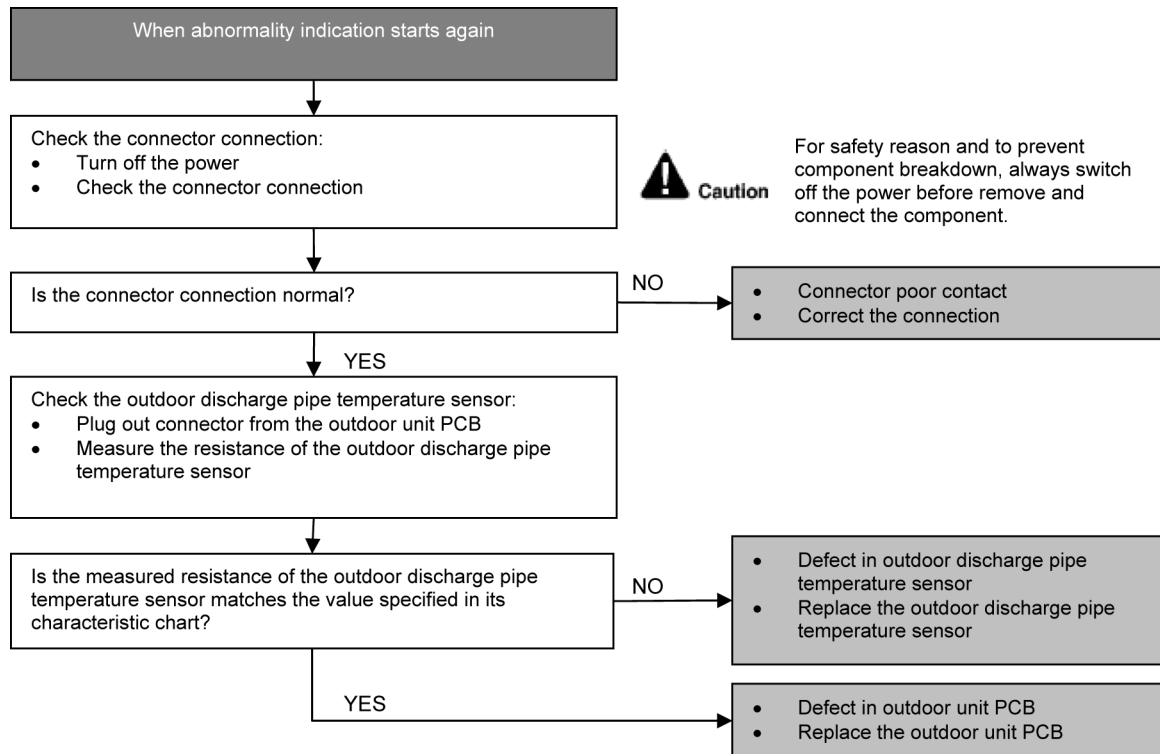 When abnormality indication starts again
Check the connector connection:
• Turn off the power
• Check the connector connection
Caution
For safety reason and to prevent
component breakdown, always switch
off the power before remove and
connect the component.
Is the connector connection normal?
NO
• Connector poor contact
• Correct the connection
YES
Check the outdoor discharge pipe temperature sensor:
• Plug out connector from the outdoor unit PCB
• Measure the resistance of the outdoor discharge pipe
temperature sensor
Is the measured resistance of the outdoor discharge pipe
temperature sensor matches the value specified in its
characteristic chart?
NO
• Defect in outdoor discharge pipe
temperature sensor
• Replace the outdoor discharge pipe
temperature sensor
YES
• Defect in outdoor unit PCB
• Replace the outdoor unit PCB